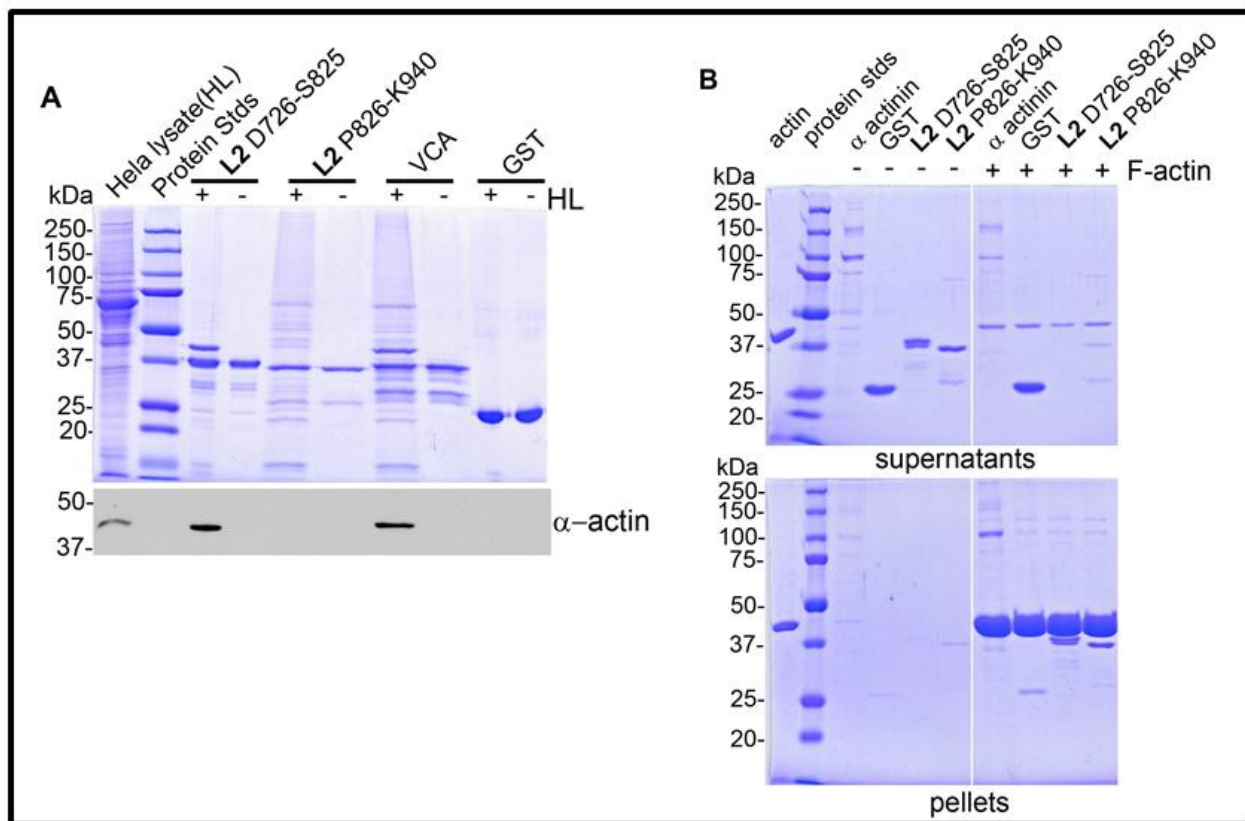 A
Hela lysate(HL)
Protein Stds
L2 D726-S825
L2 P826-K940
VCA
GST
kDa
+ - + - + - + - HL
250-
150-
100-
75-
50-
37-
25-
20-
50-
37-
α-actin
B
actin
protein stds
α actinin
GST
L2 D726-S825
L2 P826-K940
α actinin
GST
L2 D726-S825
L2 P826-K940
- - - - + + + + F-actin
kDa
250-
150-
100-
75-
50-
37-
25-
20-
supernatants
kDa
250-
150-
100-
75-
50-
37-
25-
20-
pellets